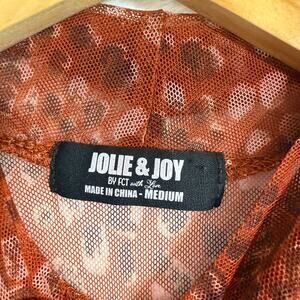 JOLIE & JOY
BY FCT with Love
MADE IN CHINA - MEDIUM